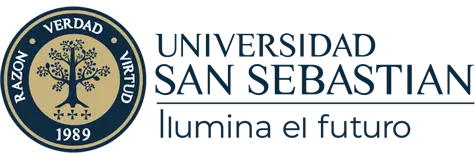 RAZON VERDAD VIRTUD
1989
UNIVERSIDAD
SAN SEBASTIAN
Ilumina el futuro